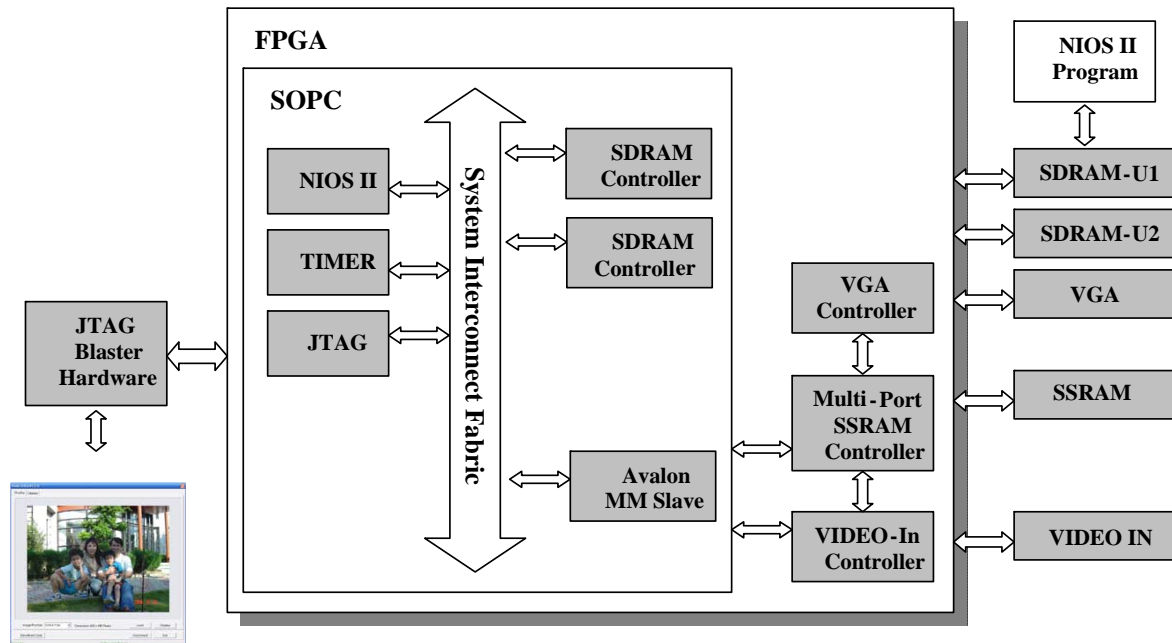 FPGA
SOPC
NIOS II
TIMER
JTAG
System Interconnect Fabric
SDRAM
Controller
SDRAM
Controller
Avalon
MM Slave
VGA
Controller
Multi-Port
SSRAM
Controller
VIDEO-In
Controller
NIOS II
Program
SDRAM-U1
SDRAM-U2
VGA
SSRAM
VIDEO IN
JTAG
Blaster
Hardware